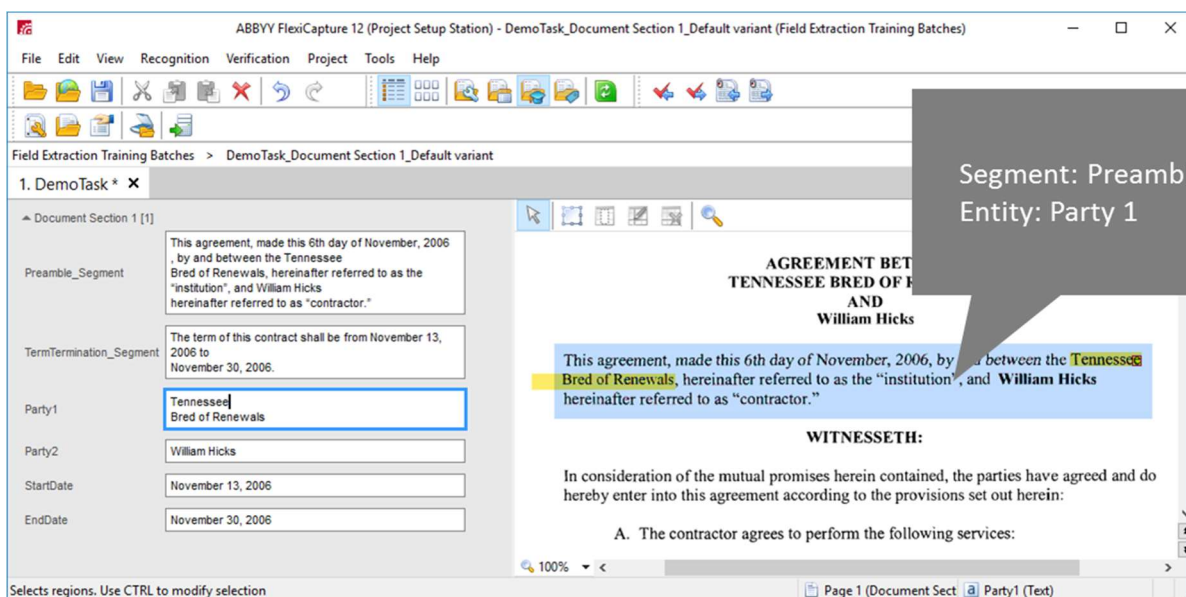 ABBYY FlexiCapture 12 (Project Setup Station) - DemoTask_Document Section 1_Default variant (Field Extraction Training Batches)
File Edit View Recognition Verification Project Tools Help
Field Extraction Training Batches > DemoTask_Document Section 1_Default variant
1. DemoTask *
Document Section 1 [1]
Preamble_Segment
This agreement, made this 6th day of November, 2006
, by and between the Tennessee
Bred of Renewals, hereinafter referred to as the
"institution", and William Hicks
hereinafter referred to as "contractor."
TermTermination_Segment
The term of this contract shall be from November 13,
2006 to
November 30, 2006.
Party1
Tennessee
Bred of Renewals
Party2
William Hicks
StartDate
November 13, 2006
EndDate
November 30, 2006
Segment: Preamb
Entity: Party 1
AGREEMENT BET
TENNESSEE BRED OF
AND
William Hicks
This agreement, made this 6th day of November, 2006, by between the Tennessee
Bred of Renewals, hereinafter referred to as the "institution", and William Hicks
hereinafter referred to as "contractor."
WITNESSETH:
In consideration of the mutual promises herein contained, the parties have agreed and do
hereby enter into this agreement according to the provisions set out herein:
A. The contractor agrees to perform the following services:
100%
Selects regions. Use CTRL to modify selection
Page 1 (Document Sect
a Party1 (Text)